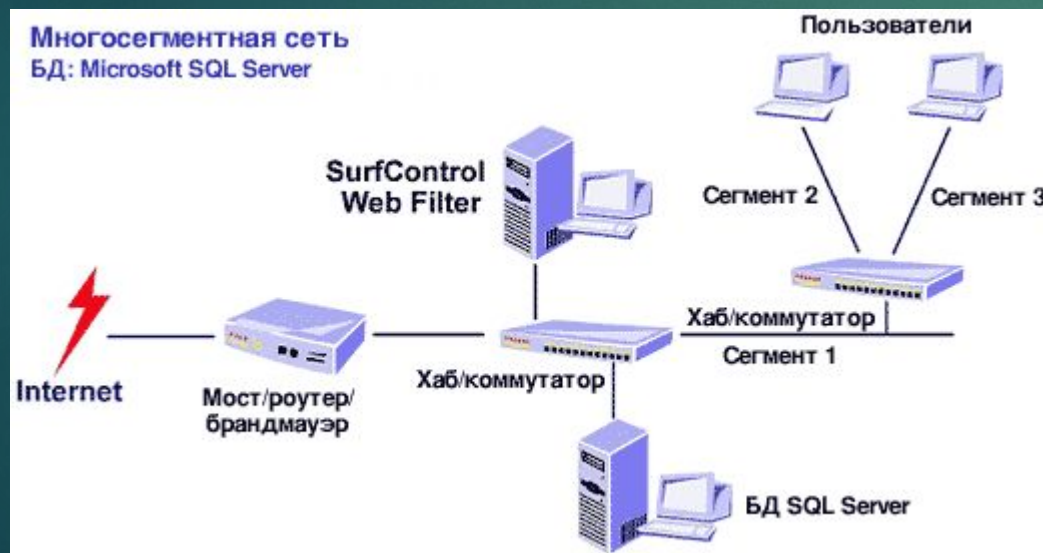 Многосегментная сеть
БД: Microsoft SQL Server
Пользователи
SurfControl
Web Filter
Сегмент 2
Сегмент 3
Хаб/коммутатор
Сегмент 1
Internet
Мост/роутер/
брандмауэр
Хаб/коммутатор
БД SQL Server